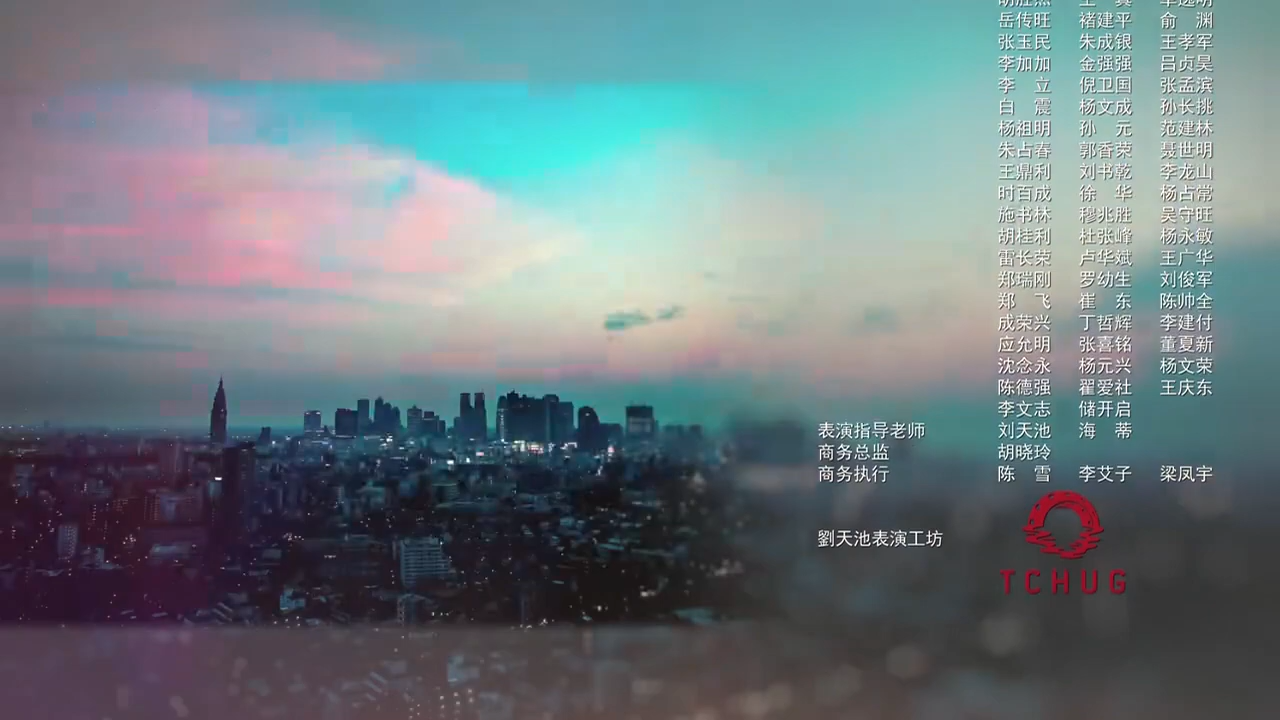 岳传旺 褚建平 俞 渊
张玉民 朱成银 王孝军
李加加 金强强 吕贞昊
李 立 倪卫国 张孟滨
白 震 杨文成 孙长挑
杨祖明 孙 元 范建林
朱占春 郭香荣 聂世明
王鼎利 刘书乾 李龙山
时百成 徐 华 杨占常
施书林 穆兆胜 吴守旺
胡桂利 杜张峰 杨永敏
雷长荣 卢华斌 王广华
郑瑞刚 罗幼生 刘俊军
郑 飞 崔 东 陈帅全
成荣兴 丁哲辉 李建付
应允明 张喜铭 董夏新
沈念永 杨元兴 杨文荣
陈德强 翟爱社 王庆东
李文志 储开启
表演指导老师 刘天池 海 蒂
商务总监 胡晓玲
商务执行 陈 雪 李艾子 梁凤宇
劉天池表演工坊
TCHUG